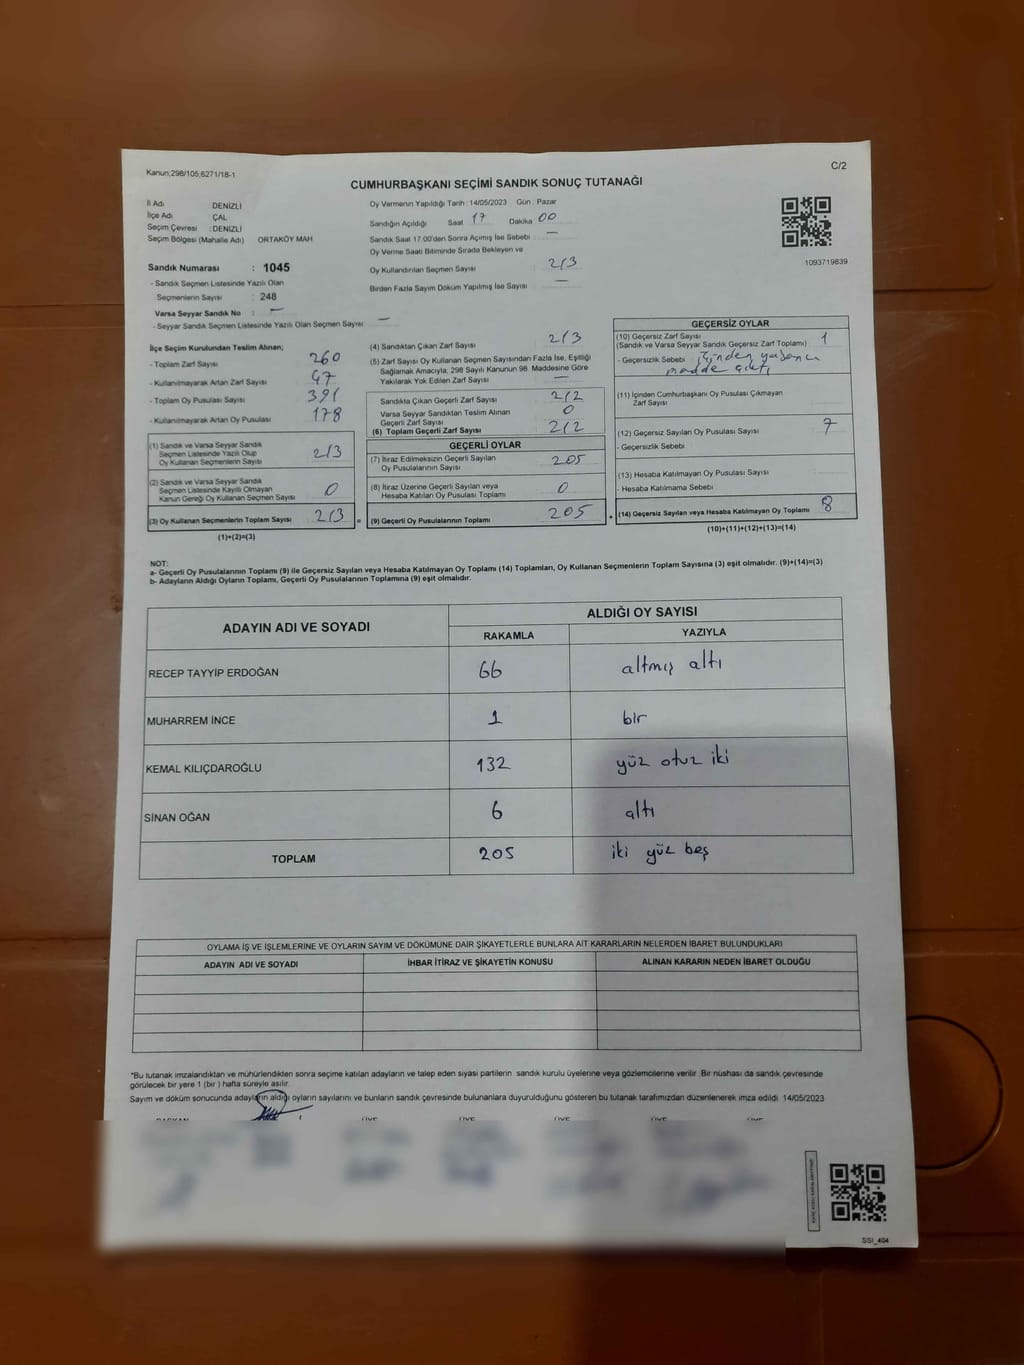 Kanun,298/105;6271/18-1
C/2
CUMHURBAŞKANI SEÇİMİ SANDIK SONUÇ TUTANAĞI
İl Adı DENİZLİ
İlçe Adı ÇAL
Seçim Çevresi :DENİZLİ
Seçim Bölgesi (Mahalle Adı) ORTAKÖY MAH
Sandık Numarası : 1045
- Sandık Seçmen Listesinde Yazılı Olan
Seçmenlerin Sayısı : 248
Varsa Seyyar Sandık No : —
- Seyyar Sandık Seçmen Listesinde Yazılı Olan Seçmen Sayısı —
Oy Vermenin Yapıldığı Tarih :14/05/2023 Gün : Pazar
Sandığın Açıldığı Saat 17 Dakika 00
Sandık Saat 17.00'den Sonra Açmış İse Sebebi : —
Oy Verme Saati Bitiminde Sırada Bekleyen ve
Oy Kullandırılan Seçmen Sayısı 213
Birden Fazla Sayım Döküm Yapılmış İse Sayısı —
1093719839
İlçe Seçim Kurulundan Teslim Alınan;
- Toplam Zarf Sayısı 260
- Kullanılmayarak Artan Zarf Sayısı 47
- Toplam Oy Pusulası Sayısı 391
- Kullanılmayarak Artan Oy Pusulası 178
(1) Sandık ve Varsa Seyyar Sandık
Seçmen Listesinde Yazılı Olup
Oy Kullanan Seçmenlerin Sayısı 213
(2) Sandık ve Varsa Seyyar Sandık
Seçmen Listesinde Kayıtlı Olmayan
Kanun Gereği Oy Kullanan Seçmen Sayısı 0
(3) Oy Kullanan Seçmenlerin Toplam Sayısı 213 =
(1)+(2)=(3)
(4) Sandıktan Çıkan Zarf Sayısı 213
(5) Zarf Sayısı Oy Kullanan Seçmen Sayısından Fazla İse, Eşitliği
Sağlamak Amacıyla; 298 Sayılı Kanunun 98. Maddesine Göre
Yakılarak Yok Edilen Zarf Sayısı —
Sandıkta Çıkan Geçerli Zarf Sayısı 212
Varsa Seyyar Sandıktan Teslim Alınan
Geçerli Zarf Sayısı 0
(6) Toplam Geçerli Zarf Sayısı 212
GEÇERLİ OYLAR
(7) İtiraz Edilmeksizin Geçerli Sayılan
Oy Pusulalarının Sayısı 205
(8) İtiraz Üzerine Geçerli Sayılan veya
Hesaba Katılan Oy Pusulası Toplamı 0
(9) Geçerli Oy Pusulalarının Toplamı 205 +
GEÇERSİZ OYLAR
(10) Geçersiz Zarf Sayısı 1
(Sandık ve Varsa Seyyar Sandık Geçersiz Zarf Toplamı)
- Geçersizlik Sebebi : içinden yabancı
madde çıktı
(11) İçinden Cumhurbaşkanı Oy Pusulası Çıkmayan
Zarf Sayısı
(12) Geçersiz Sayılan Oy Pusulası Sayısı 7
- Geçersizlik Sebebi
(13) Hesaba Katılmayan Oy Pusulası Sayısı
- Hesaba Katılmama Sebebi
(14) Geçersiz Sayılan veya Hesaba Katılmayan Oy Toplamı 8
(10)+(11)+(12)+(13)=(14)
NOT:
a- Geçerli Oy Pusulalarının Toplamı (9) ile Geçersiz Sayılan veya Hesaba Katılmayan Oy Toplamı (14) Toplamları, Oy Kullanan Seçmenlerin Toplam Sayısına (3) eşit olmalıdır. (9)+(14)=(3)
b- Adayların Aldığı Oyların Toplamı, Geçerli Oy Pusulalarının Toplamına (9) eşit olmalıdır.
ADAYIN ADI VE SOYADI
ALDIĞI OY SAYISI
RAKAMLA YAZIYLA
RECEP TAYYİP ERDOĞAN 66 altmış altı
MUHARREM İNCE 1 bir
KEMAL KILIÇDAROĞLU 132 yüz otuz iki
SİNAN OĞAN 6 altı
TOPLAM 205 iki yüz beş
OYLAMA İŞ VE İŞLEMLERİNE VE OYLARIN SAYIM VE DÖKÜMÜNE DAİR ŞİKAYETLERLE BUNLARA AİT KARARLARIN NELERDEN İBARET BULUNDUKLARI
ADAYIN ADI VE SOYADI İHBAR İTİRAZ VE ŞİKAYETİN KONUSU ALINAN KARARIN NEDEN İBARET OLDUĞU
*Bu tutanak imzalandıktan ve mühürlendikten sonra seçime katılan adayların ve talep eden siyasi partilerin sandık kurulu üyelerine veya gözlemcilerine verilir. Bir nüshası da sandık çevresinde
görülecek bir yere 1 (bir ) hafta süreyle asılır.
Sayım ve döküm sonucunda adayların aldığı oyların sayılarını ve bunların sandık çevresinde bulunanlara duyurulduğunu gösteren bu tutanak tarafımızdan düzenlenerek imza edildi. 14/05/2023
BAŞKAN ÜYE ÜYE ÜYE ÜYE ÜYE
SSI_404